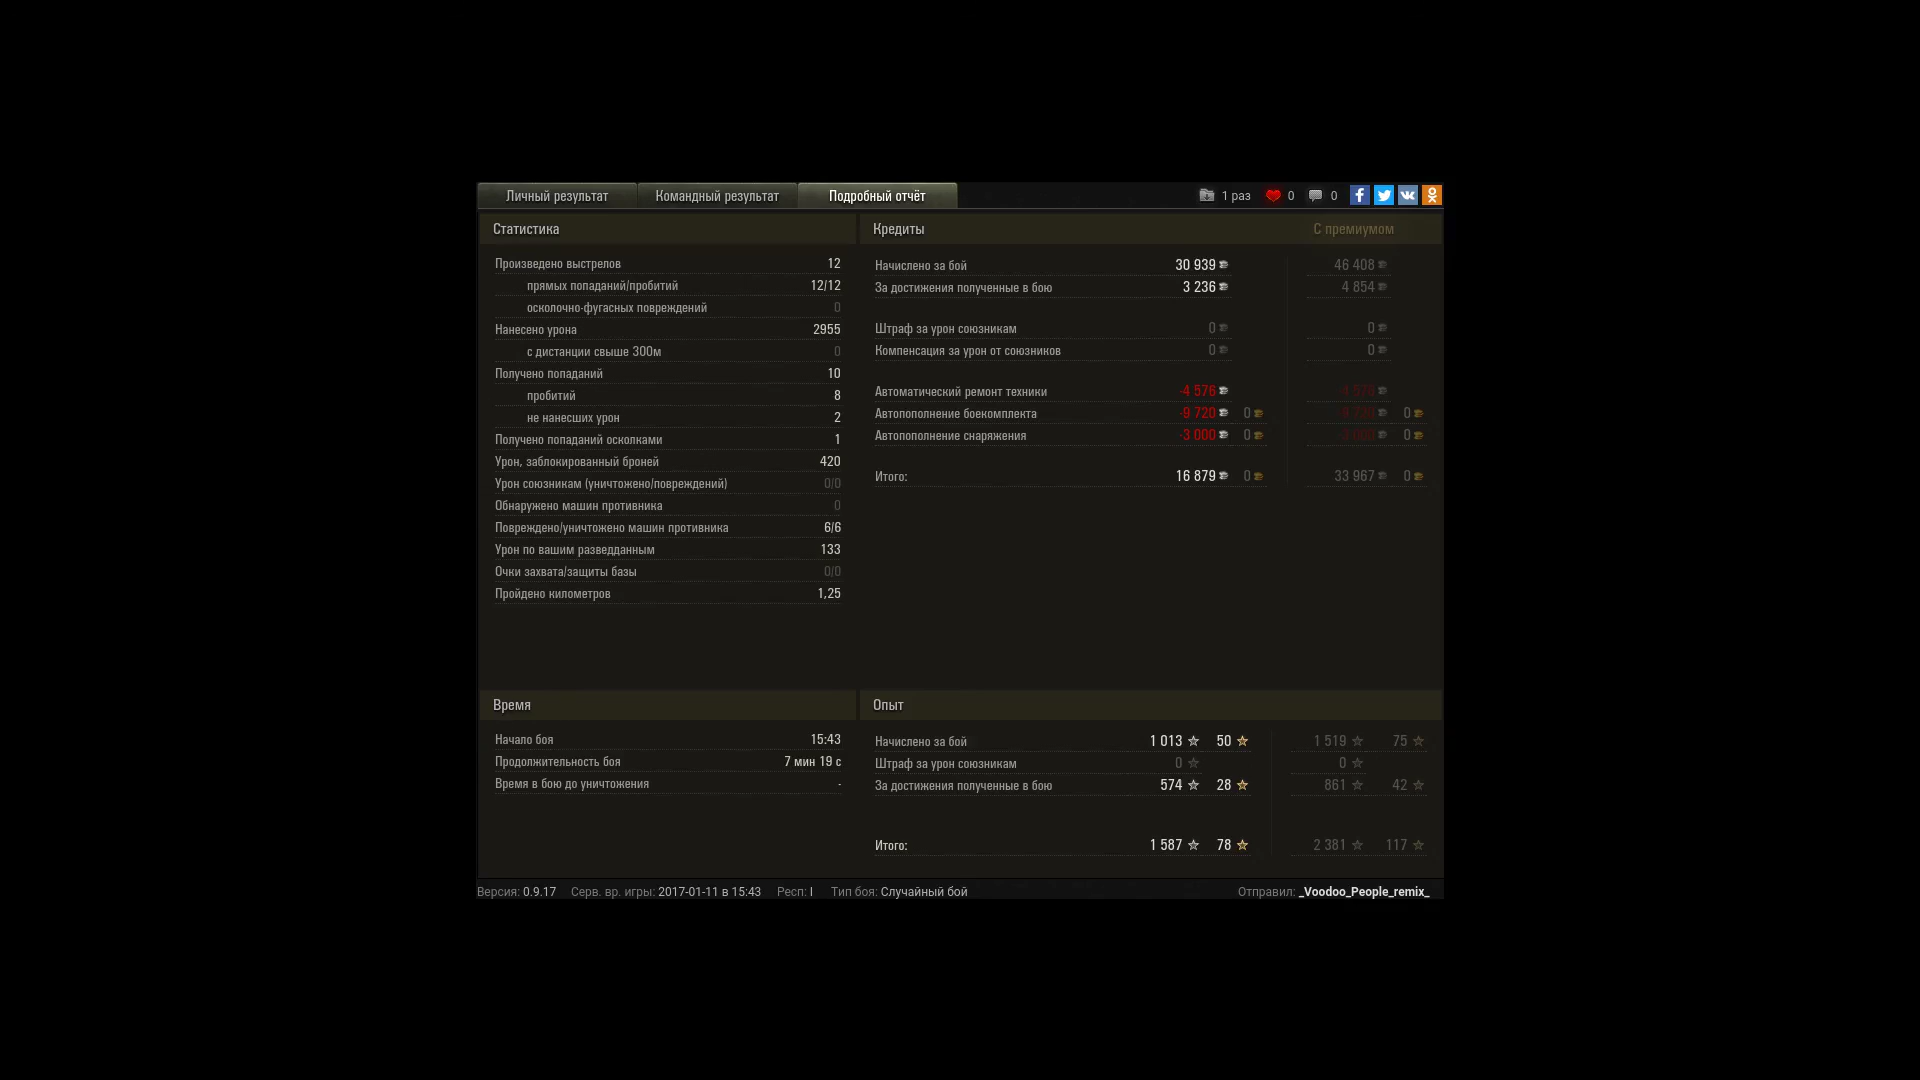 Личный результат Командный результат Подробный отчёт 1 раз 0 0
Статистика
Произведено выстрелов 12
прямых попаданий/пробитий 12/12
осколочно-фугасных повреждений 0
Нанесено урона 2955
с дистанции свыше 300м 0
Получено попаданий 10
пробитий 8
не нанесших урон 2
Получено попаданий осколками 1
Урон, заблокированный броней 420
Урон союзникам (уничтожено/повреждений) 0/0
Обнаружено машин противника 0
Повреждено/уничтожено машин противника 6/6
Урон по вашим разведданным 133
Очки захвата/защиты базы 0/0
Пройдено километров 1,25
Кредиты С премиумом
Начислено за бой 30 939 46 408
За достижения полученные в бою 3 236 4 854
Штраф за урон союзникам 0 0
Компенсация за урон от союзников 0 0
Автоматический ремонт техники -4 576 -4 576
Автопополнение боекомплекта -9 720 0 -9 720 0
Автопополнение снаряжения -3 000 0 -3 000 0
Итого: 16 879 0 33 967 0
Время
Начало боя 15:43
Продолжительность боя 7 мин 19 с
Время в бою до уничтожения -
Опыт
Начислено за бой 1 013 50 1 519 75
Штраф за урон союзникам 0 0
За достижения полученные в бою 574 28 861 42
Итого: 1 587 78 2 381 117
Версия: 0.9.17 Серв. вр. игры: 2017-01-11 в 15:43 Респ: I Тип боя: Случайный бой Отправил: _Voodoo_People_remix_